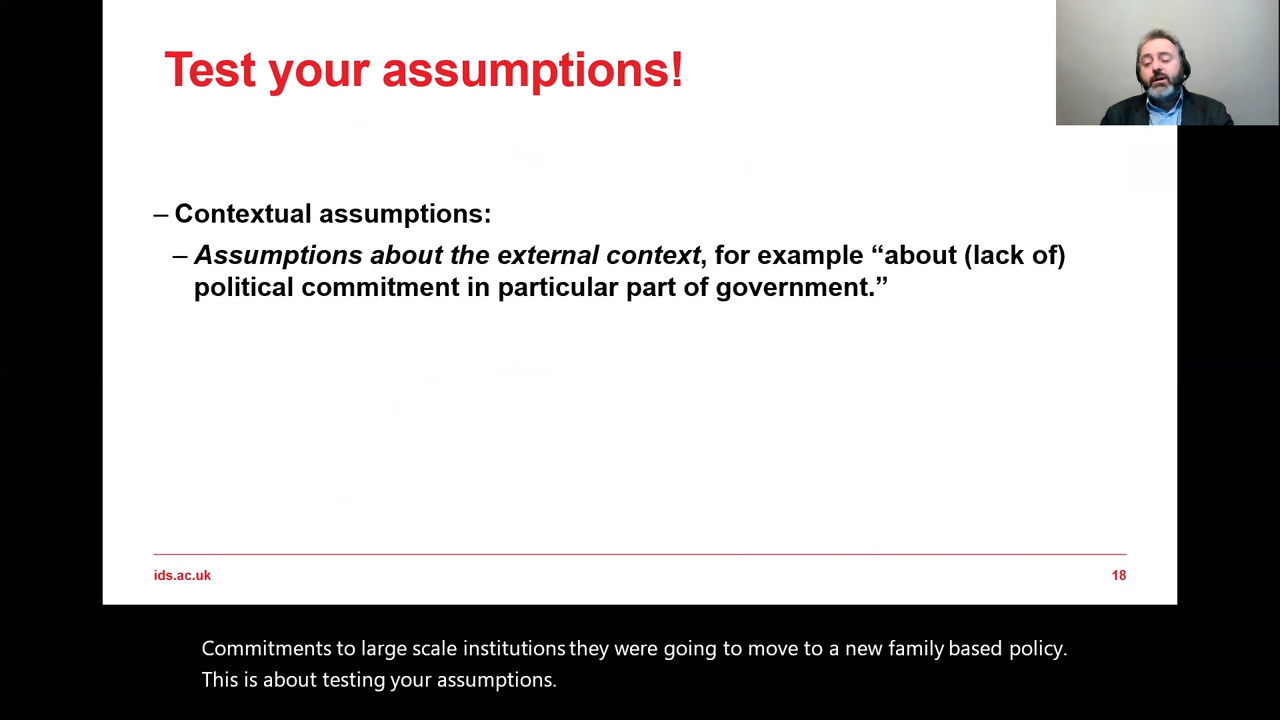 Test your assumptions!
– Contextual assumptions:
– Assumptions about the external context, for example “about (lack of)
political commitment in particular part of government.”
ids.ac.uk
18
Commitments to large scale institutions they were going to move to a new family based policy.
This is about testing your assumptions.